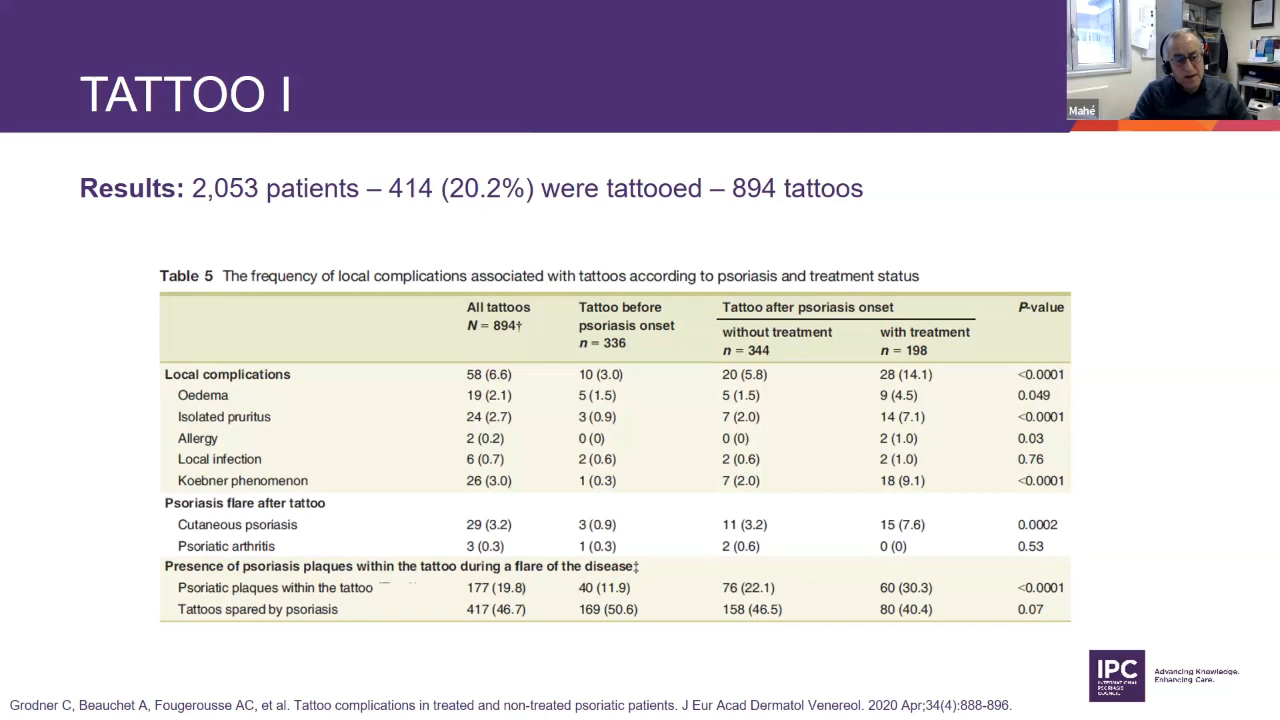 TATTOO I
Mahé
Results: 2,053 patients – 414 (20.2%) were tattooed – 894 tattoos
Table 5 The frequency of local complications associated with tattoos according to psoriasis and treatment status
All tattoos N = 894† Tattoo before psoriasis onset n = 336 Tattoo after psoriasis onset P-value
without treatment n = 344 with treatment n = 198
Local complications 58 (6.6) 10 (3.0) 20 (5.8) 28 (14.1) <0.0001
Oedema 19 (2.1) 5 (1.5) 5 (1.5) 9 (4.5) 0.049
Isolated pruritus 24 (2.7) 3 (0.9) 7 (2.0) 14 (7.1) <0.0001
Allergy 2 (0.2) 0 (0) 0 (0) 2 (1.0) 0.03
Local infection 6 (0.7) 2 (0.6) 2 (0.6) 2 (1.0) 0.76
Koebner phenomenon 26 (3.0) 1 (0.3) 7 (2.0) 18 (9.1) <0.0001
Psoriasis flare after tattoo
Cutaneous psoriasis 29 (3.2) 3 (0.9) 11 (3.2) 15 (7.6) 0.0002
Psoriatic arthritis 3 (0.3) 1 (0.3) 2 (0.6) 0 (0) 0.53
Presence of psoriasis plaques within the tattoo during a flare of the disease‡
Psoriatic plaques within the tattoo 177 (19.8) 40 (11.9) 76 (22.1) 60 (30.3) <0.0001
Tattoos spared by psoriasis 417 (46.7) 169 (50.6) 158 (46.5) 80 (40.4) 0.07
IPC
INTERNATIONAL
PSORIASIS
COUNCIL
Advancing Knowledge.
Enhancing Care.
Grodner C, Beauchet A, Fougerousse AC, et al. Tattoo complications in treated and non-treated psoriatic patients. J Eur Acad Dermatol Venereol. 2020 Apr;34(4):888-896.